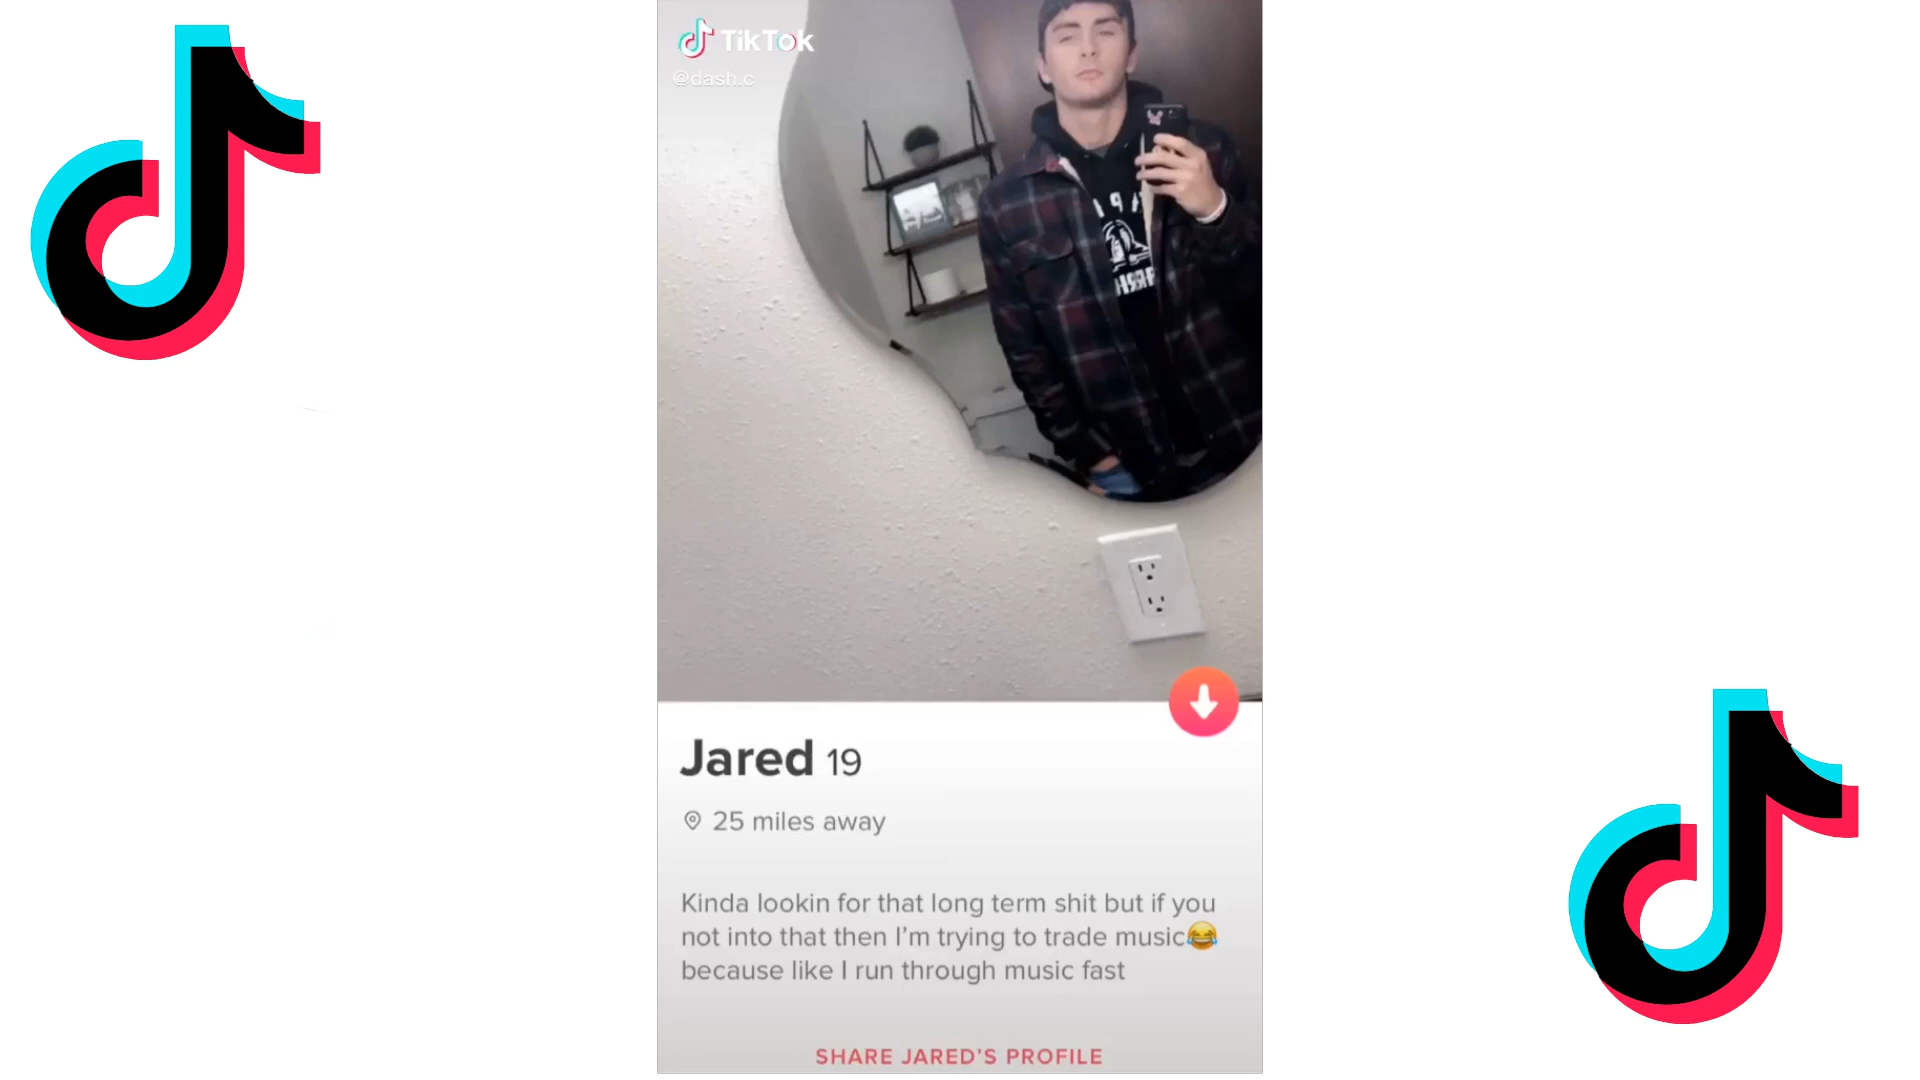 TikTok
@dash.c
Jared 19
25 miles away
Kinda lookin for that long term shit but if you
not into that then I'm trying to trade music😂
because like I run through music fast
SHARE JARED'S PROFILE